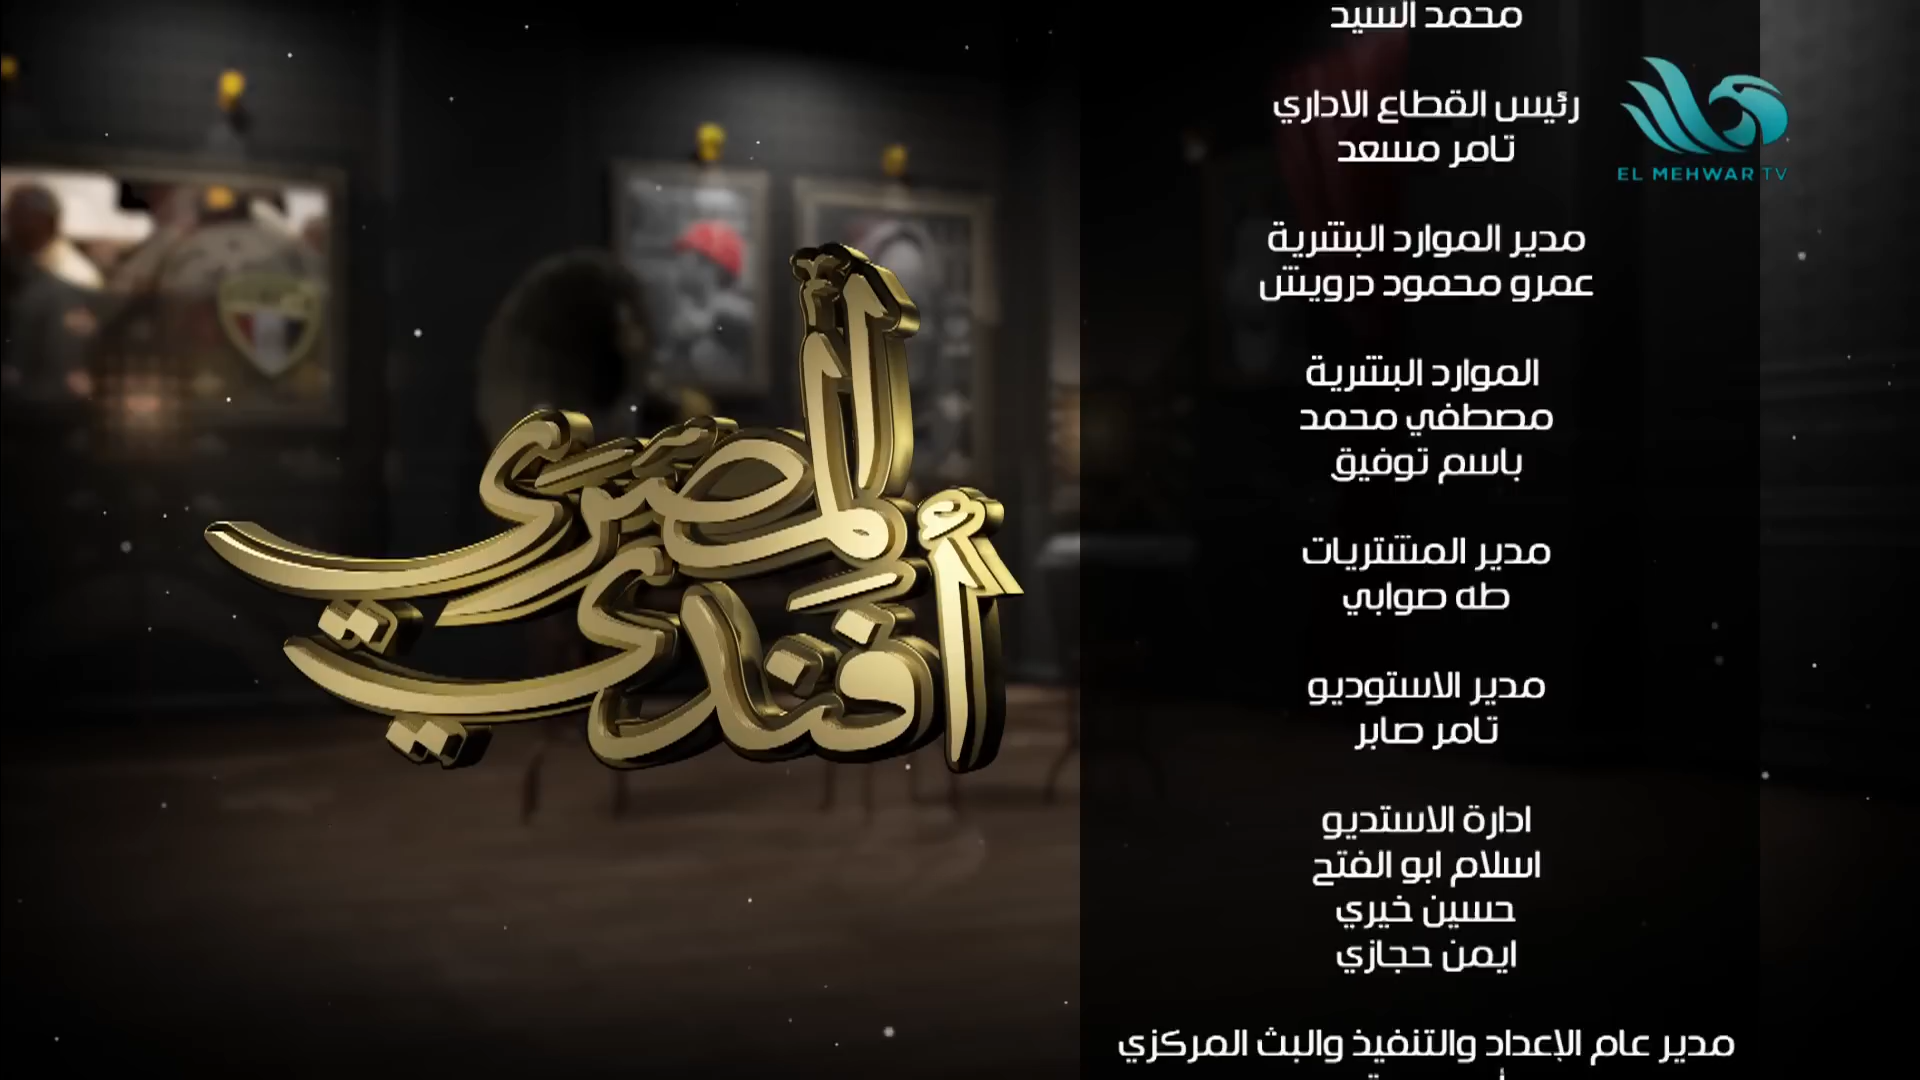 المصري
أفندي
محمد السيد
رئيس القطاع الاداري
تامر مسعد
مدير الموارد البشرية
عمرو محمود درويش
الموارد البشرية
مصطفي محمد
باسم توفيق
مدير المشتريات
طه صوابي
مدير الاستوديو
تامر صابر
ادارة الاستديو
اسلام ابو الفتح
حسين خيري
ايمن حجازي
مدير عام الإعداد والتنفيذ والبث المركزي
EL MEHWAR TV